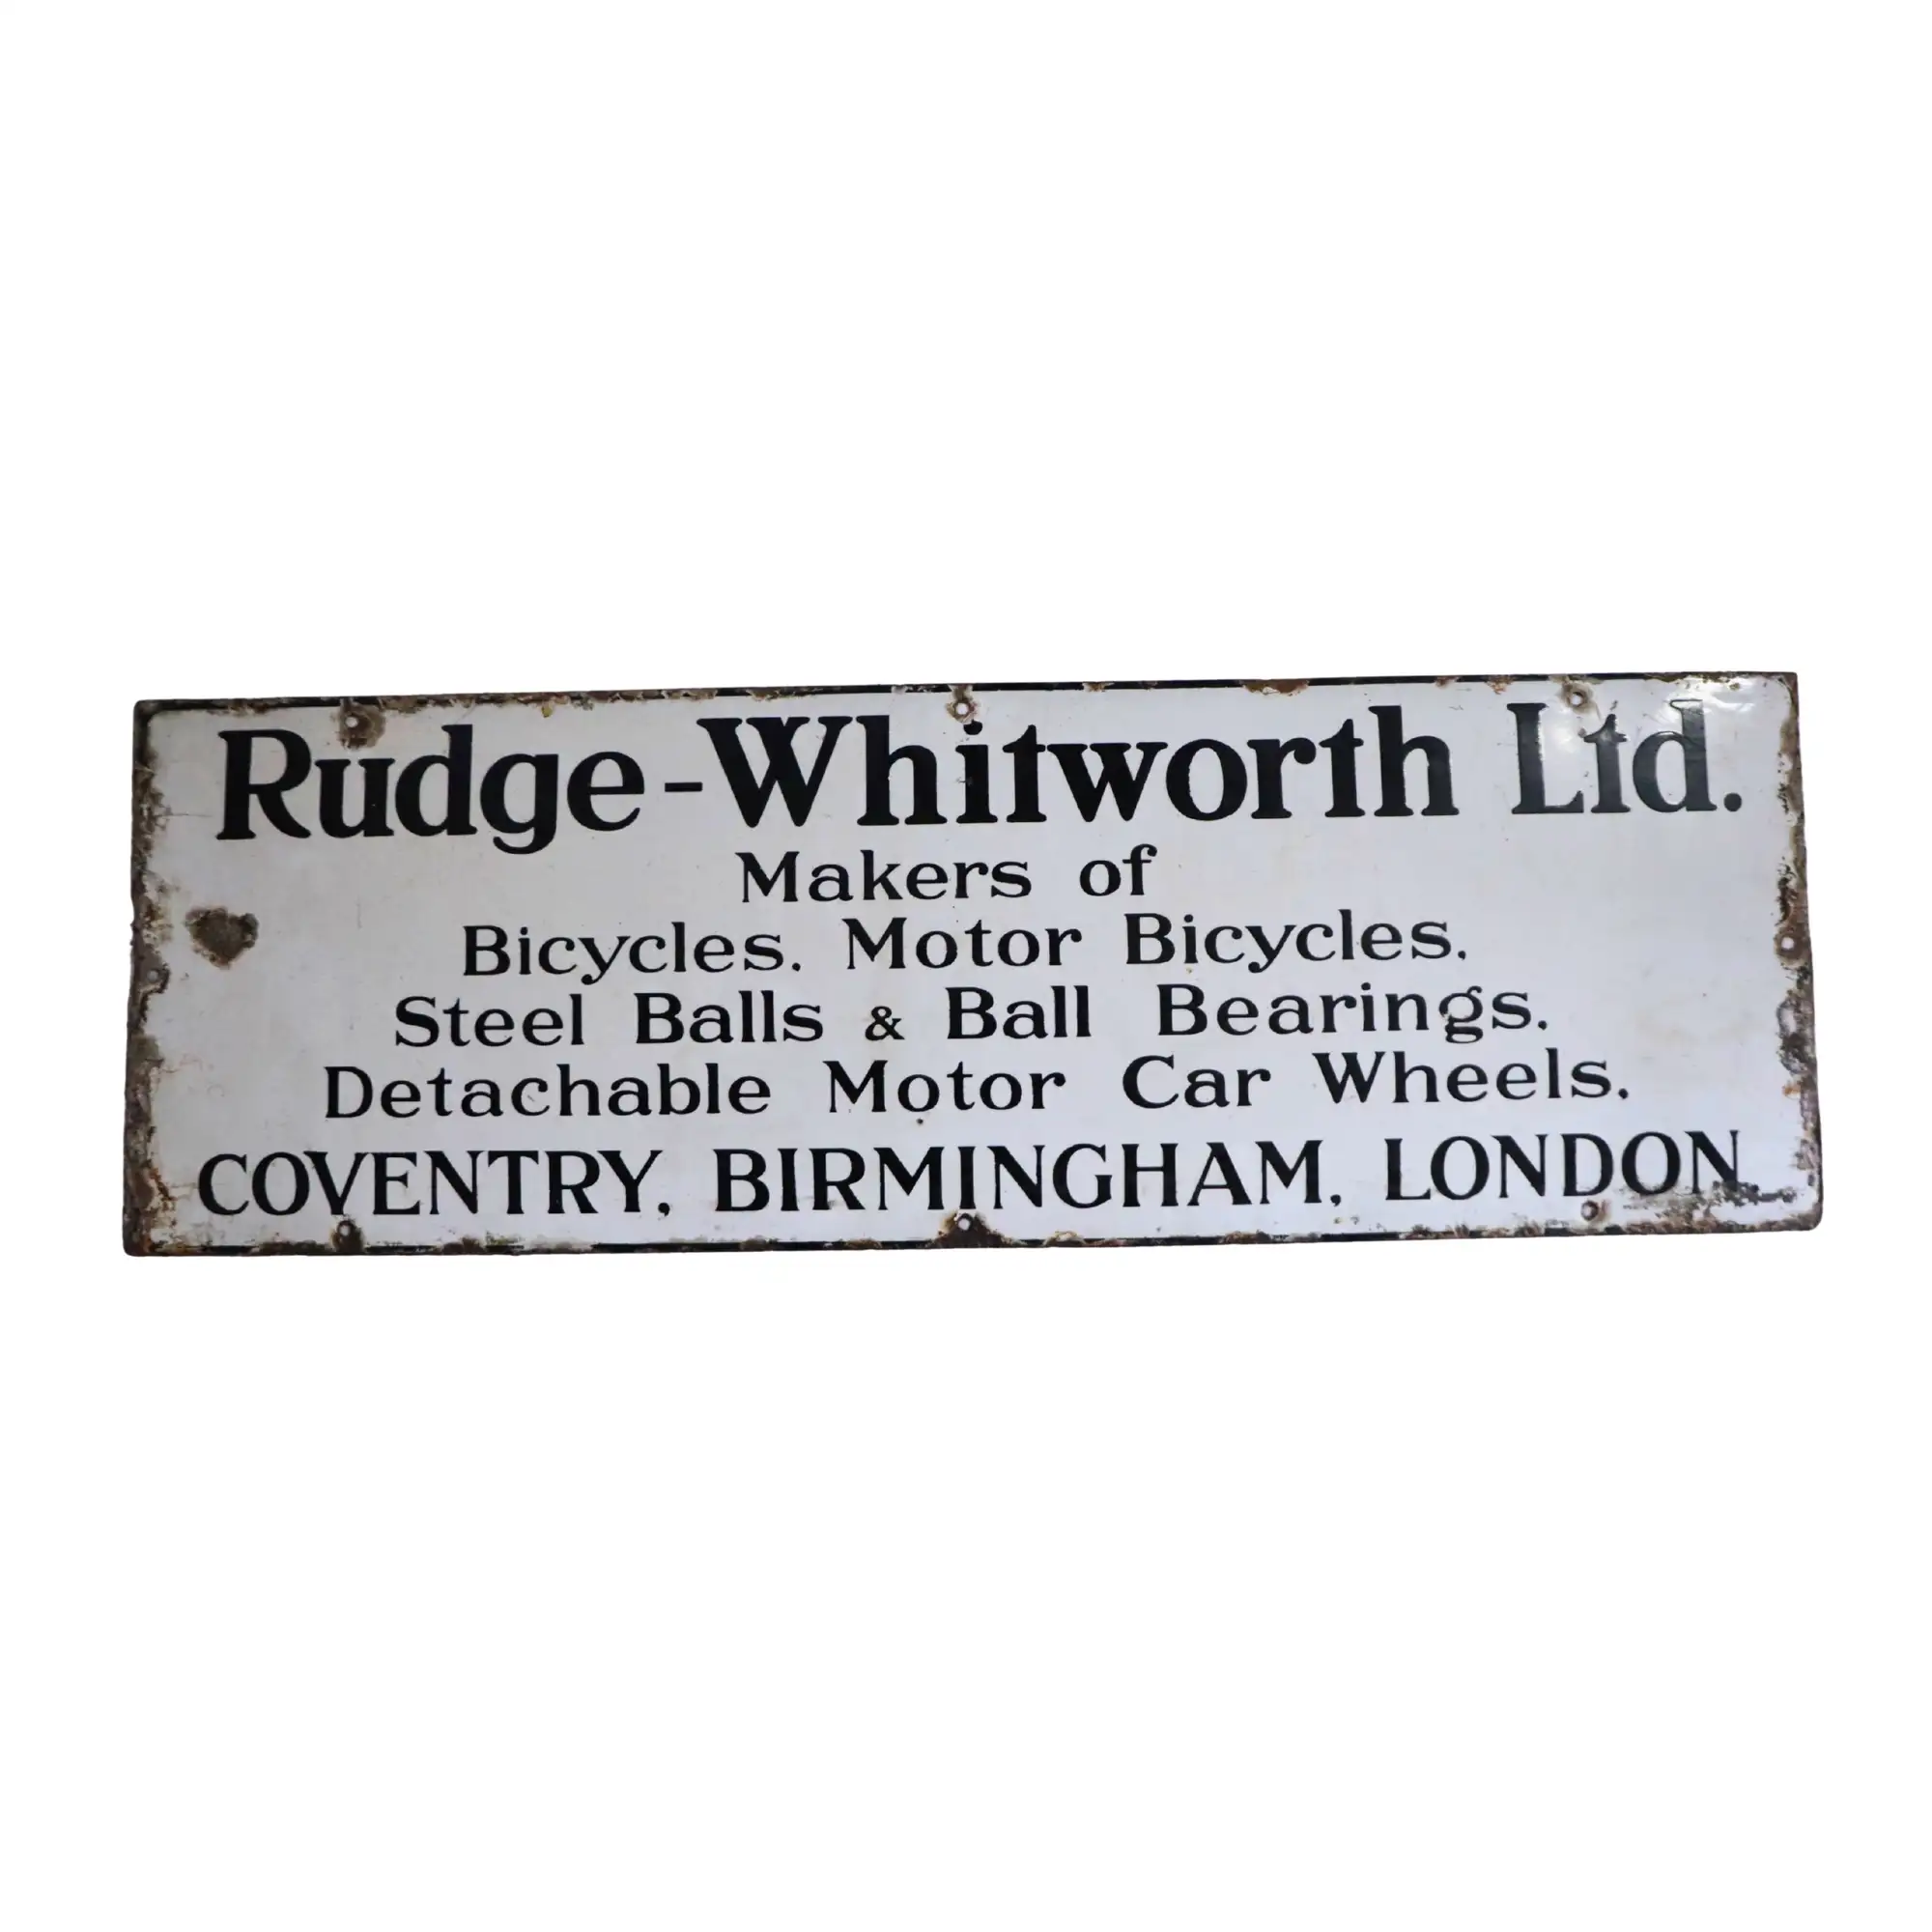 Rudge-Whitworth Ltd.
Makers of
Bicycles. Motor Bicycles.
Steel Balls & Ball Bearings.
Detachable Motor Car Wheels.
COVENTRY, BIRMINGHAM, LONDON.